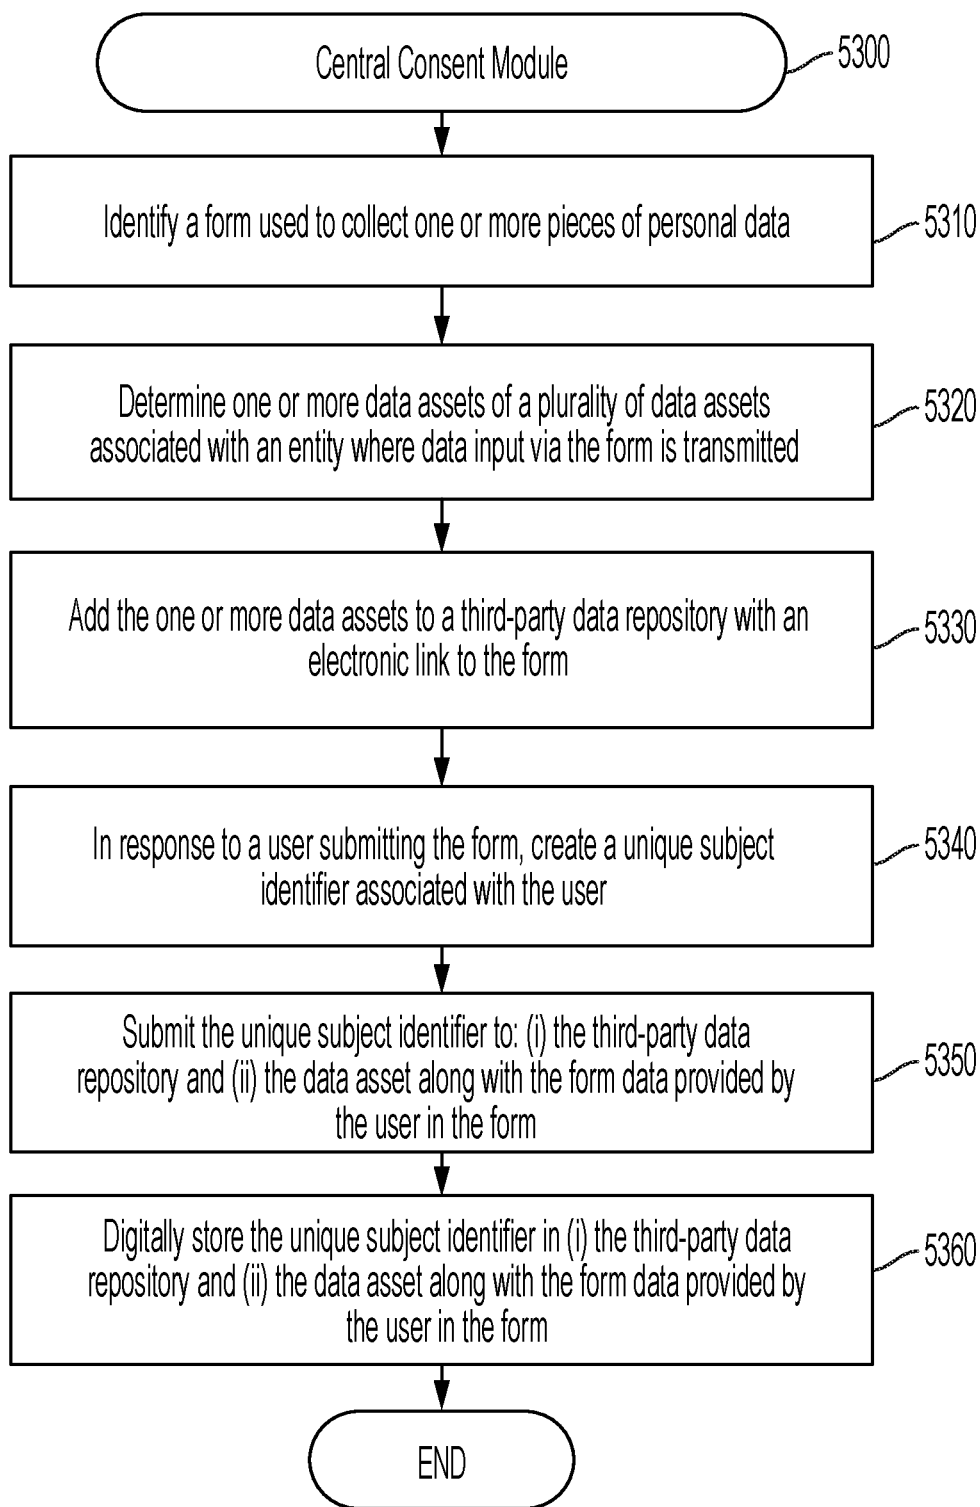 Central Consent Module
5300
Identify a form used to collect one or more pieces of personal data
5310
Determine one or more data assets of a plurality of data assets
associated with an entity where data input via the form is transmitted
5320
Add the one or more data assets to a third-party data repository with an
electronic link to the form
5330
In response to a user submitting the form, create a unique subject
identifier associated with the user
5340
Submit the unique subject identifier to: (i) the third-party data
repository and (ii) the data asset along with the form data provided by
the user in the form
5350
Digitally store the unique subject identifier in (i) the third-party data
repository and (ii) the data asset along with the form data provided by
the user in the form
5360
END